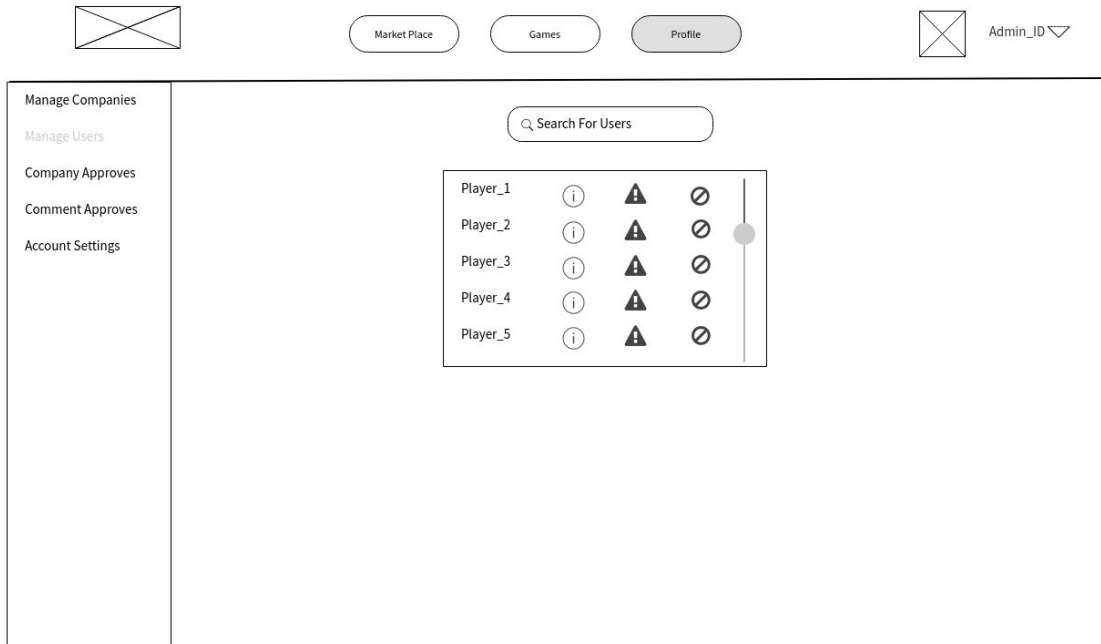 Market Place
Games
Profile
Admin_ID
Manage Companies
Manage Users
Company Approves
Comment Approves
Account Settings
Search For Users
Player_1
Player_2
Player_3
Player_4
Player_5